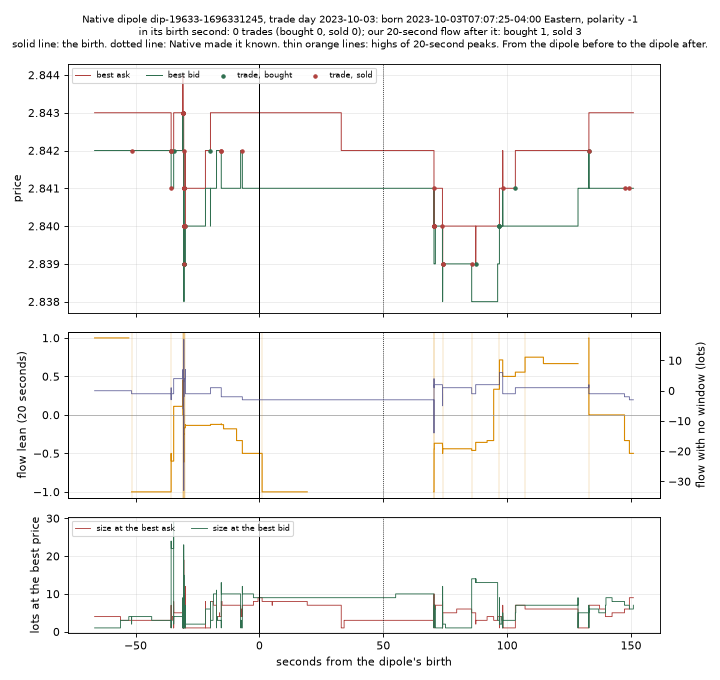 Native dipole dip-19633-1696331245, trade day 2023-10-03: born 2023-10-03T07:07:25-04:00 Eastern, polarity -1
in its birth second: 0 trades (bought 0, sold 0); our 20-second flow after it: bought 1, sold 3
solid line: the birth. dotted line: Native made it known. thin orange lines: highs of 20-second peaks. From the dipole before to the dipole after.
best ask
best bid
trade, bought
trade, sold
2.844
2.843
2.842
2.841
2.840
2.839
2.838
price
1.0
0.5
0.0
−0.5
−1.0
flow lean (20 seconds)
10
0
−10
−20
−30
flow with no window (lots)
size at the best ask
size at the best bid
30
20
10
0
lots at the best price
−50
0
50
100
150
seconds from the dipole's birth